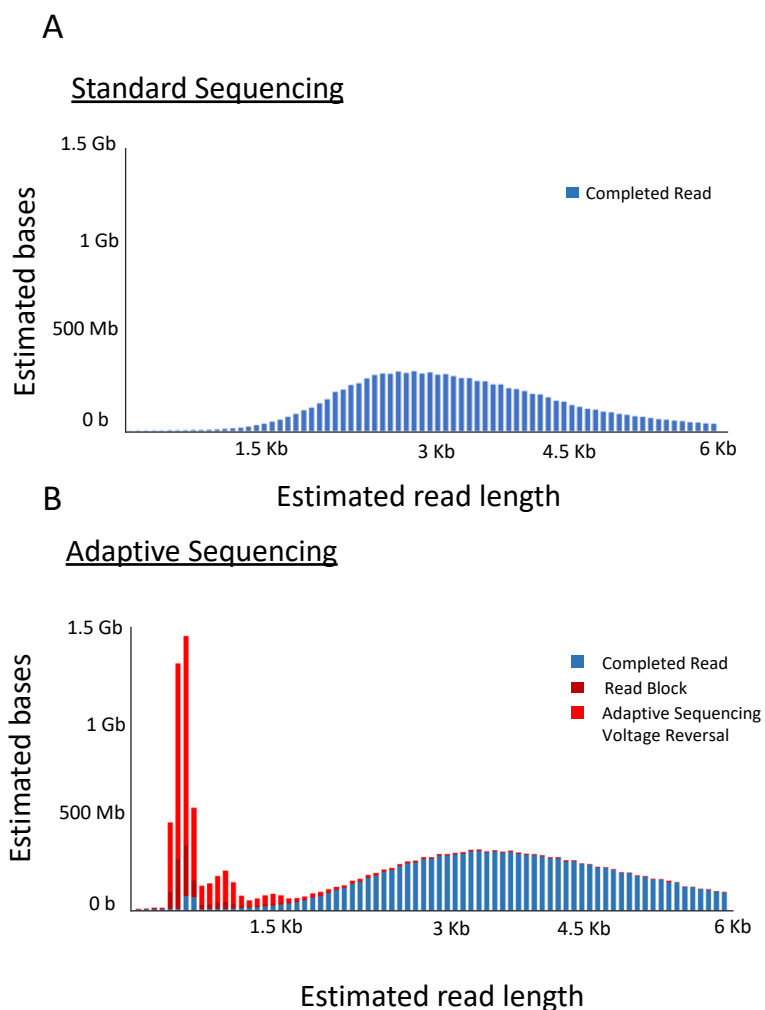 A
Standard Sequencing
1.5 Gb
1 Gb
500 Mb
0 b
Estimated bases
Completed Read
1.5 Kb
3 Kb
4.5 Kb
6 Kb
Estimated read length
B
Adaptive Sequencing
1.5 Gb
1 Gb
500 Mb
0 b
Estimated bases
Completed Read
Read Block
Adaptive Sequencing
Voltage Reversal
1.5 Kb
3 Kb
4.5 Kb
6 Kb
Estimated read length